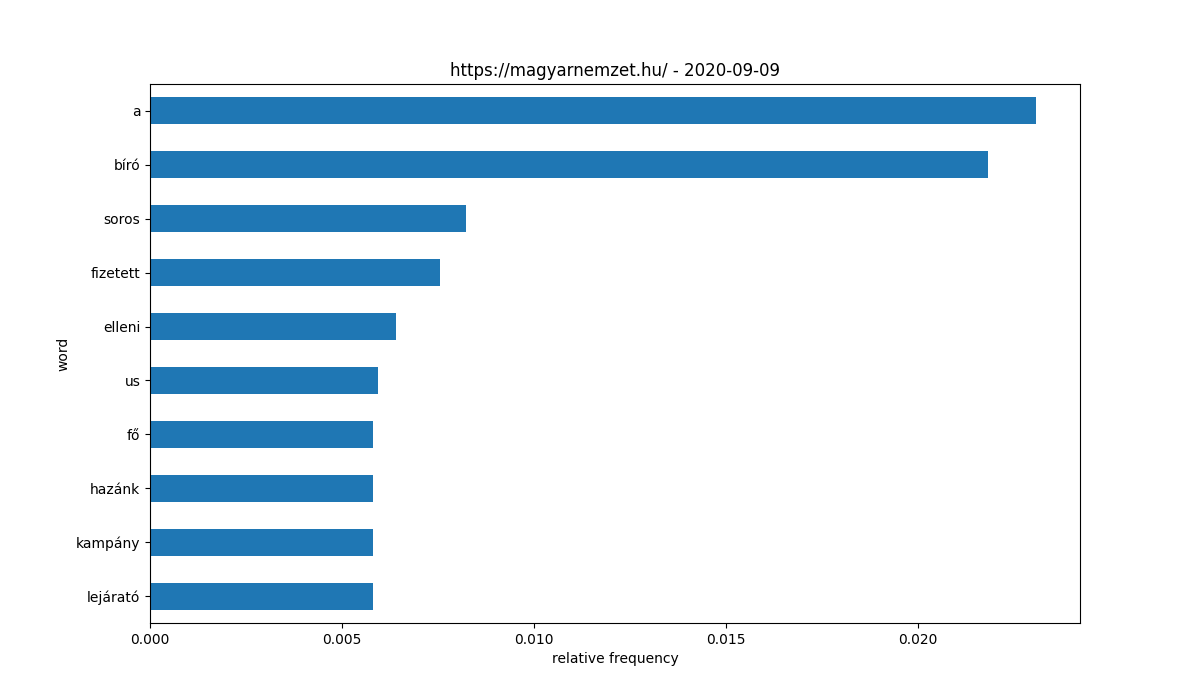 https://magyarnemzet.hu/ - 2020-09-09
a
bíró
soros
fizetett
elleni
us
fő
hazánk
kampány
lejárató
word
0.000 0.005 0.010 0.015 0.020
relative frequency